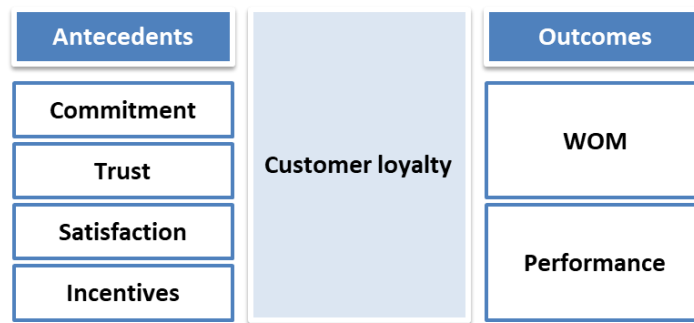 Antecedents
Commitment
Trust
Satisfaction
Incentives
Customer loyalty
Outcomes
WOM
Performance